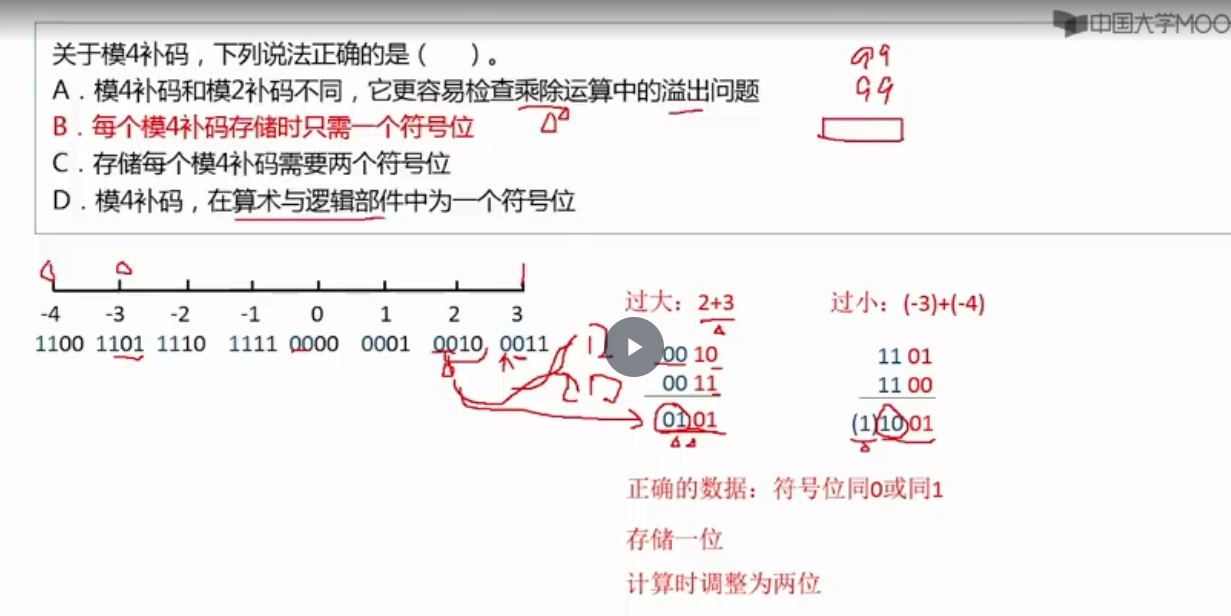 中国大学MOO
关于模4补码，下列说法正确的是（ ）。
A．模4补码和模2补码不同，它更容易检查乘除运算中的溢出问题
B．每个模4补码存储时只需一个符号位
C．存储每个模4补码需要两个符号位
D．模4补码，在算术与逻辑部件中为一个符号位
-4 -3 -2 -1 0 1 2 3
1100 1101 1110 1111 0000 0001 0010 0011
过大：2+3 过小：(-3)+(-4)
00 10 11 01
00 11 11 00
01 01 (1)10 01
正确的数据：符号位同0或同1
存储一位
计算时调整为两位